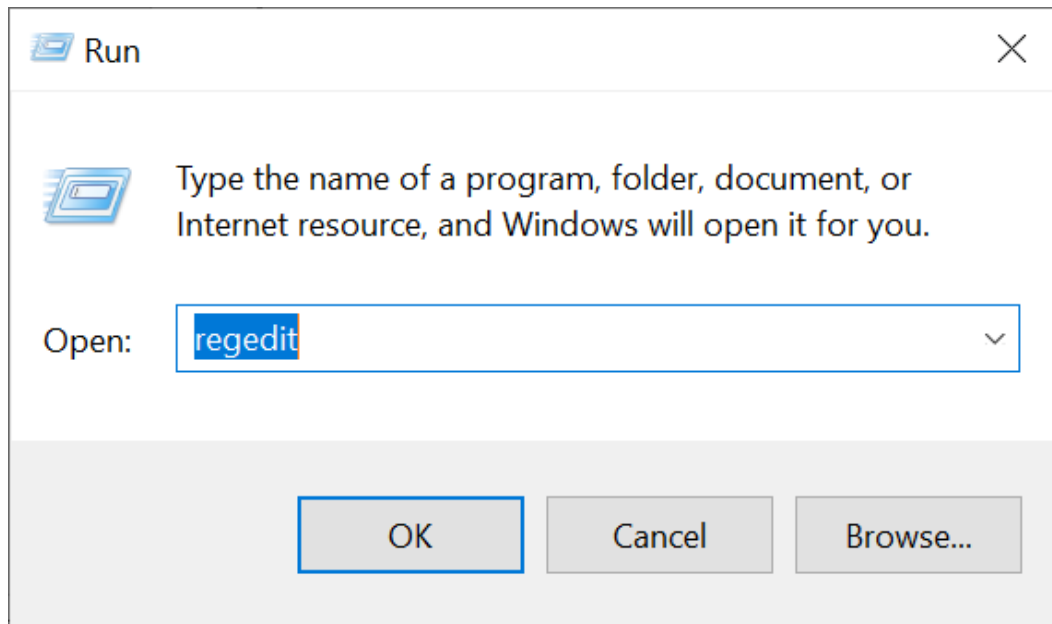 Run
Type the name of a program, folder, document, or
Internet resource, and Windows will open it for you.
Open: regedit
OK Cancel Browse...